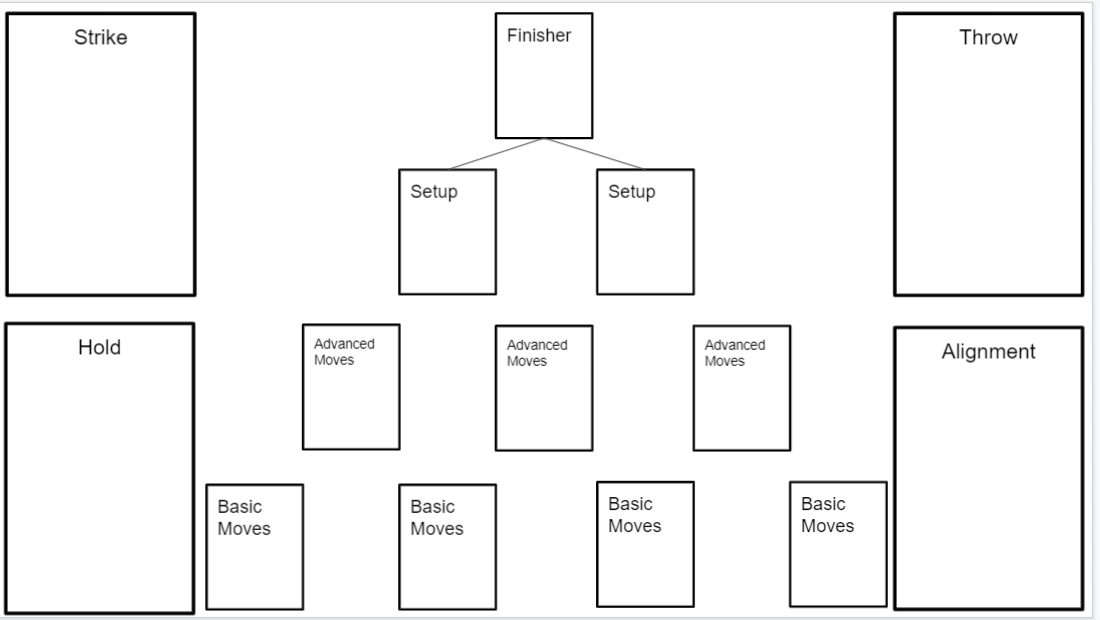 Strike
Finisher
Throw
Setup
Setup
Hold
Advanced
Moves
Advanced
Moves
Advanced
Moves
Alignment
Basic
Moves
Basic
Moves
Basic
Moves
Basic
Moves